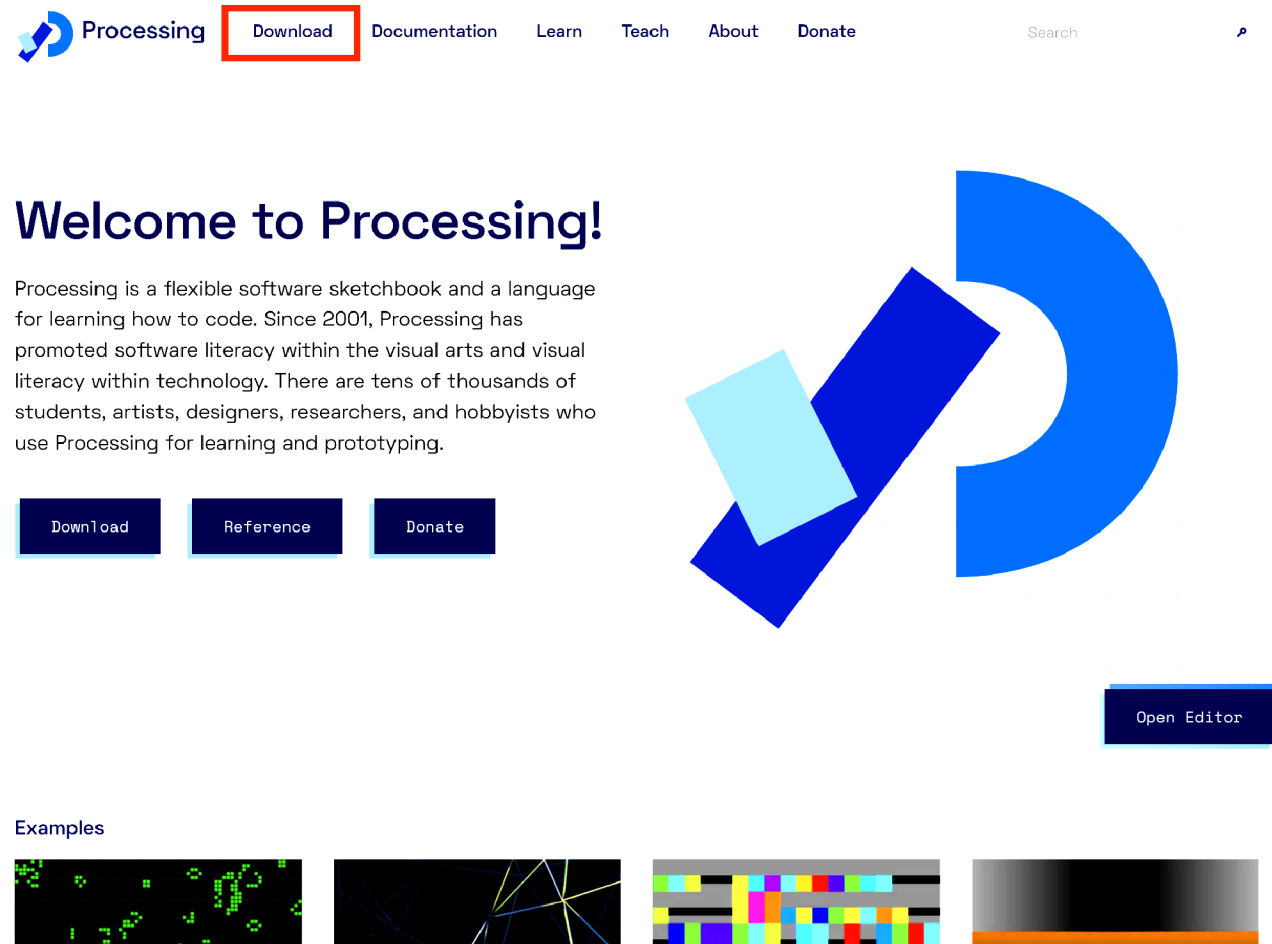 Processing Download Documentation Learn Teach About Donate Search
Welcome to Processing!
Processing is a flexible software sketchbook and a language
for learning how to code. Since 2001, Processing has
promoted software literacy within the visual arts and visual
literacy within technology. There are tens of thousands of
students, artists, designers, researchers, and hobbyists who
use Processing for learning and prototyping.
Download Reference Donate
Open Editor
Examples